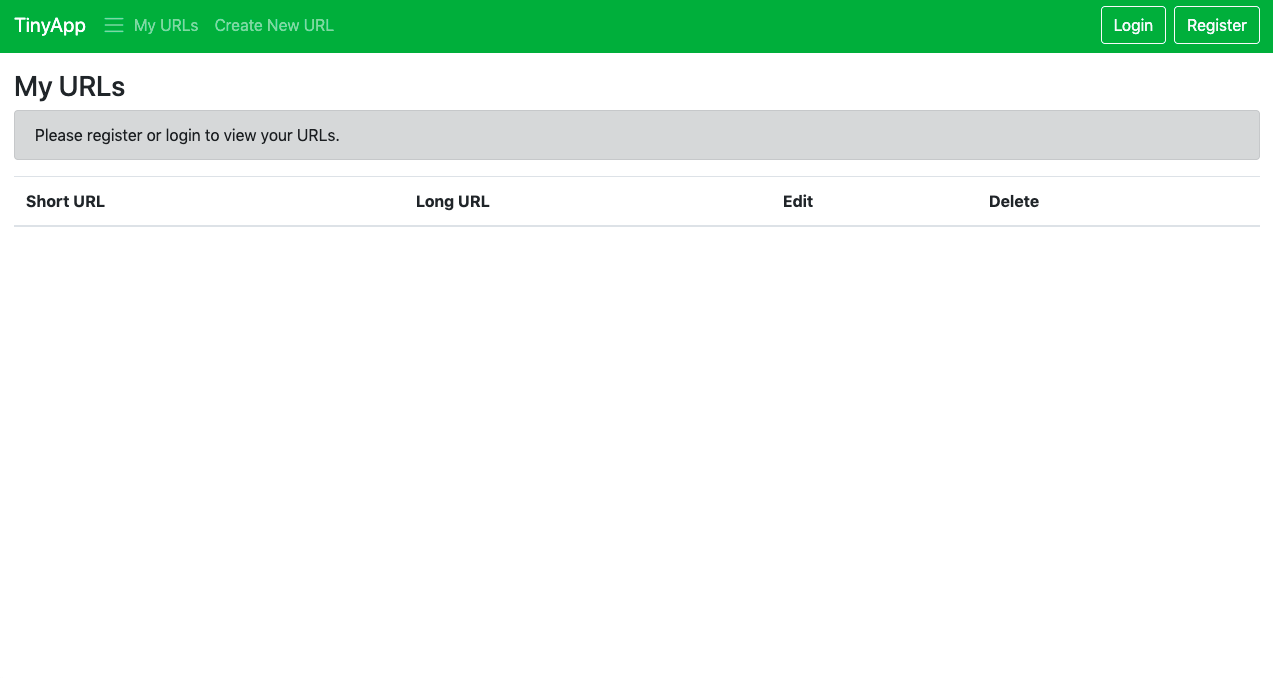 TinyApp My URLs Create New URL Login Register
My URLs
Please register or login to view your URLs.
Short URL Long URL Edit Delete